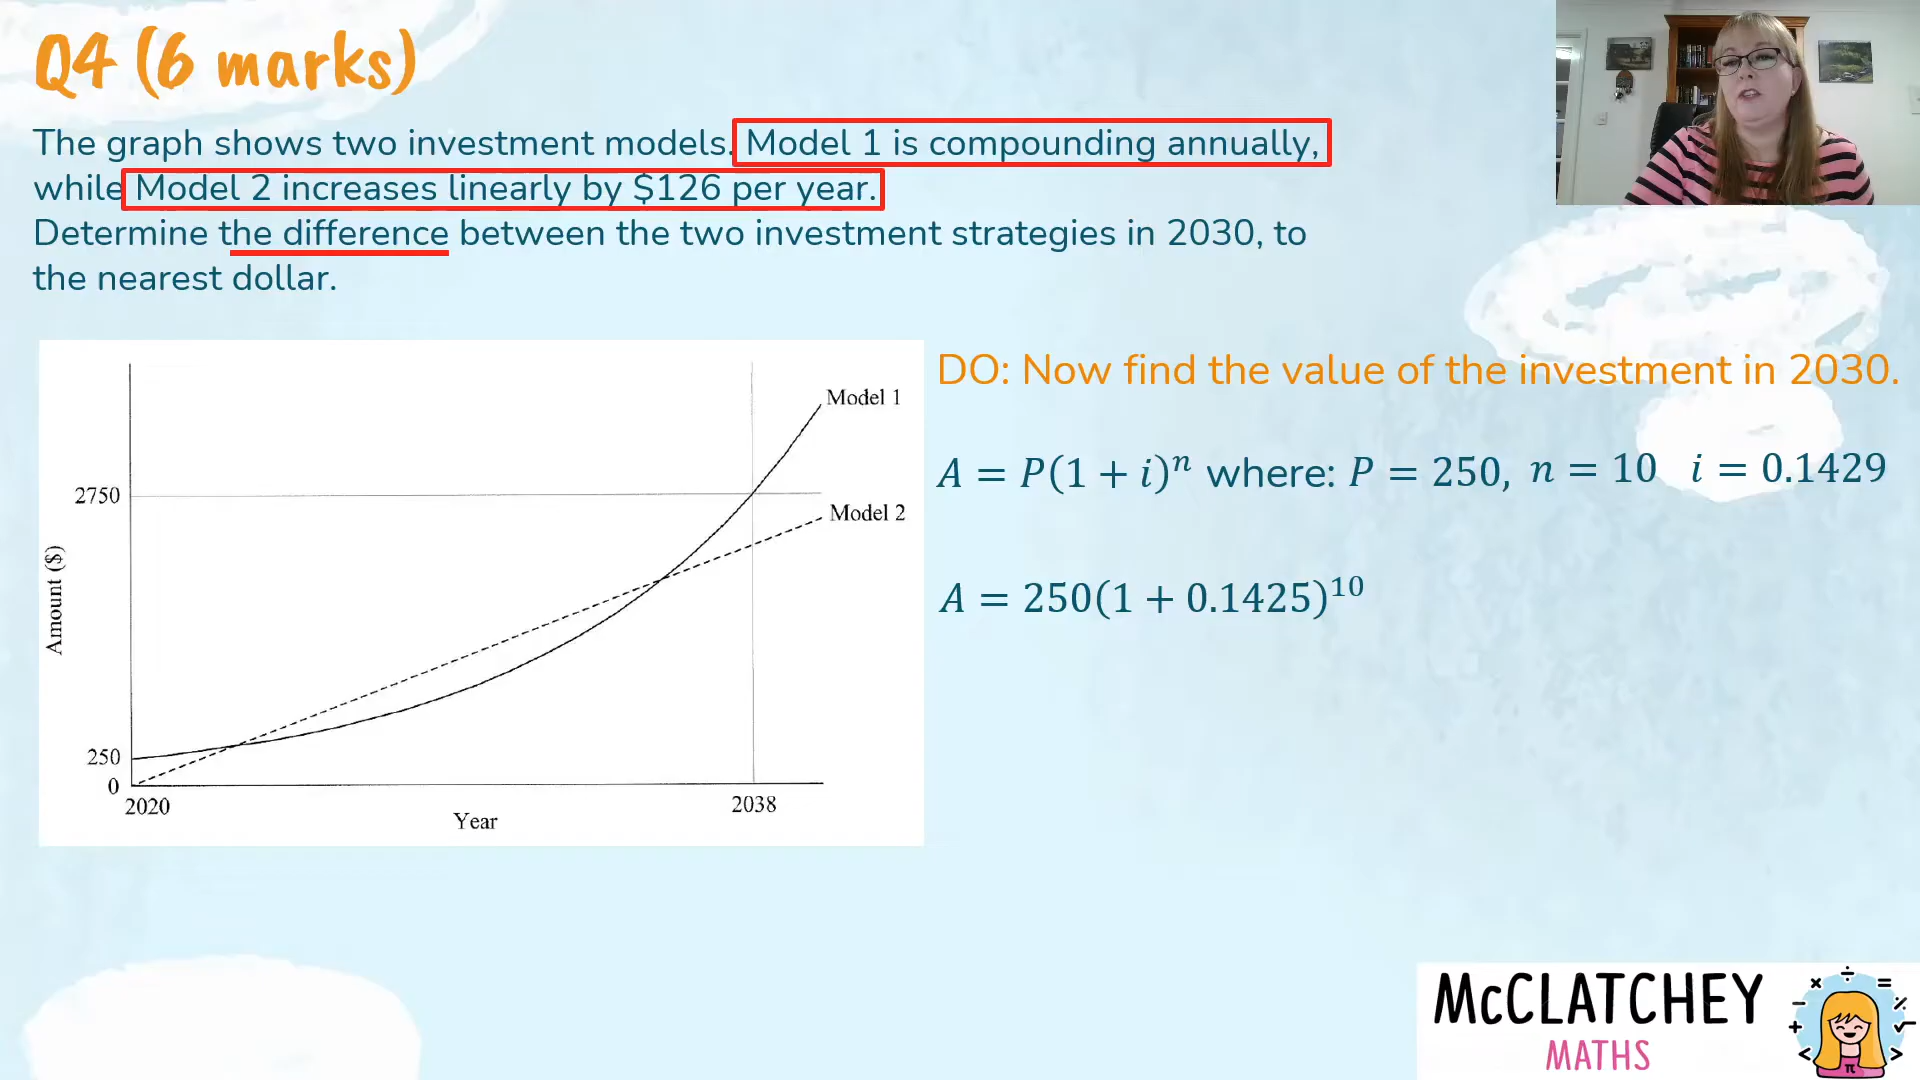 Q4 (6 marks)
The graph shows two investment models. Model 1 is compounding annually,
while Model 2 increases linearly by $126 per year.
Determine the difference between the two investment strategies in 2030, to
the nearest dollar.
Model 1
2750
Model 2
Amount ($)
250
0
2020
2038
Year
DO: Now find the value of the investment in 2030.
A = P(1 + i)ⁿ where: P = 250, n = 10 i = 0.1429
A = 250(1 + 0.1425)¹⁰
McCLATCHEY
MATHS